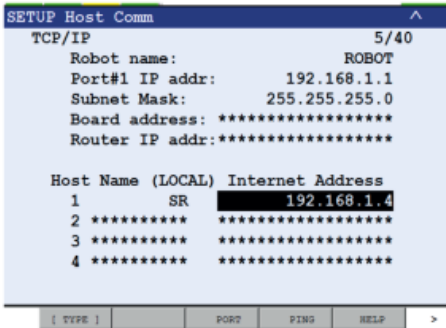 SETUP Host Comm
TCP/IP 5/40
Robot name: ROBOT
Port#1 IP addr: 192.168.1.1
Subnet Mask: 255.255.255.0
Board address: ******************
Router IP addr:******************
Host Name (LOCAL) Internet Address
1 SR 192.168.1.4
2 ********** ******************
3 ********** ******************
4 ********** ******************
[ TYPE ] PORT PING HELP >